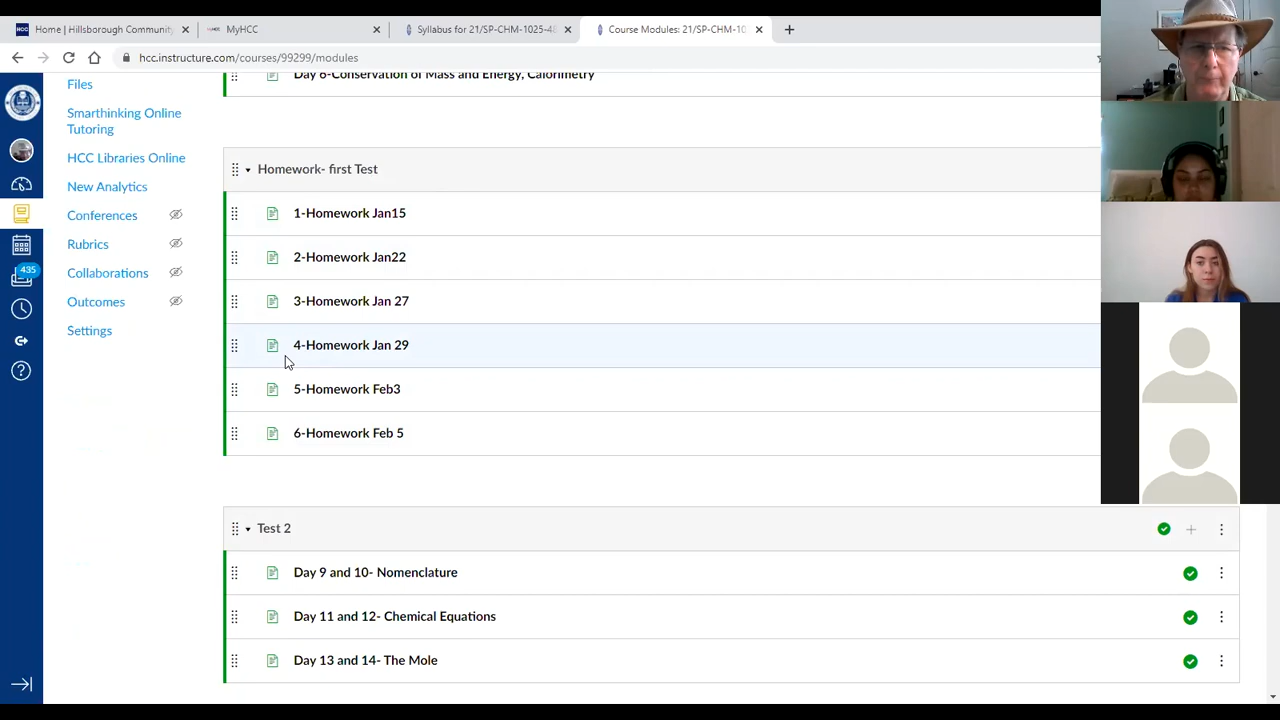 Home | Hillsborough Community
MyHCC
Syllabus for 21/SP-CHM-1025-48
Course Modules: 21/SP-CHM-10
hcc.instructure.com/courses/99299/modules
Files
Smarthinking Online
Tutoring
HCC Libraries Online
New Analytics
Conferences
Rubrics
Collaborations
Outcomes
Settings
435
Day 6-Conservation of Mass and Energy, Calorimetry
Homework- first Test
1-Homework Jan15
2-Homework Jan22
3-Homework Jan 27
4-Homework Jan 29
5-Homework Feb3
6-Homework Feb 5
Test 2
Day 9 and 10- Nomenclature
Day 11 and 12- Chemical Equations
Day 13 and 14- The Mole